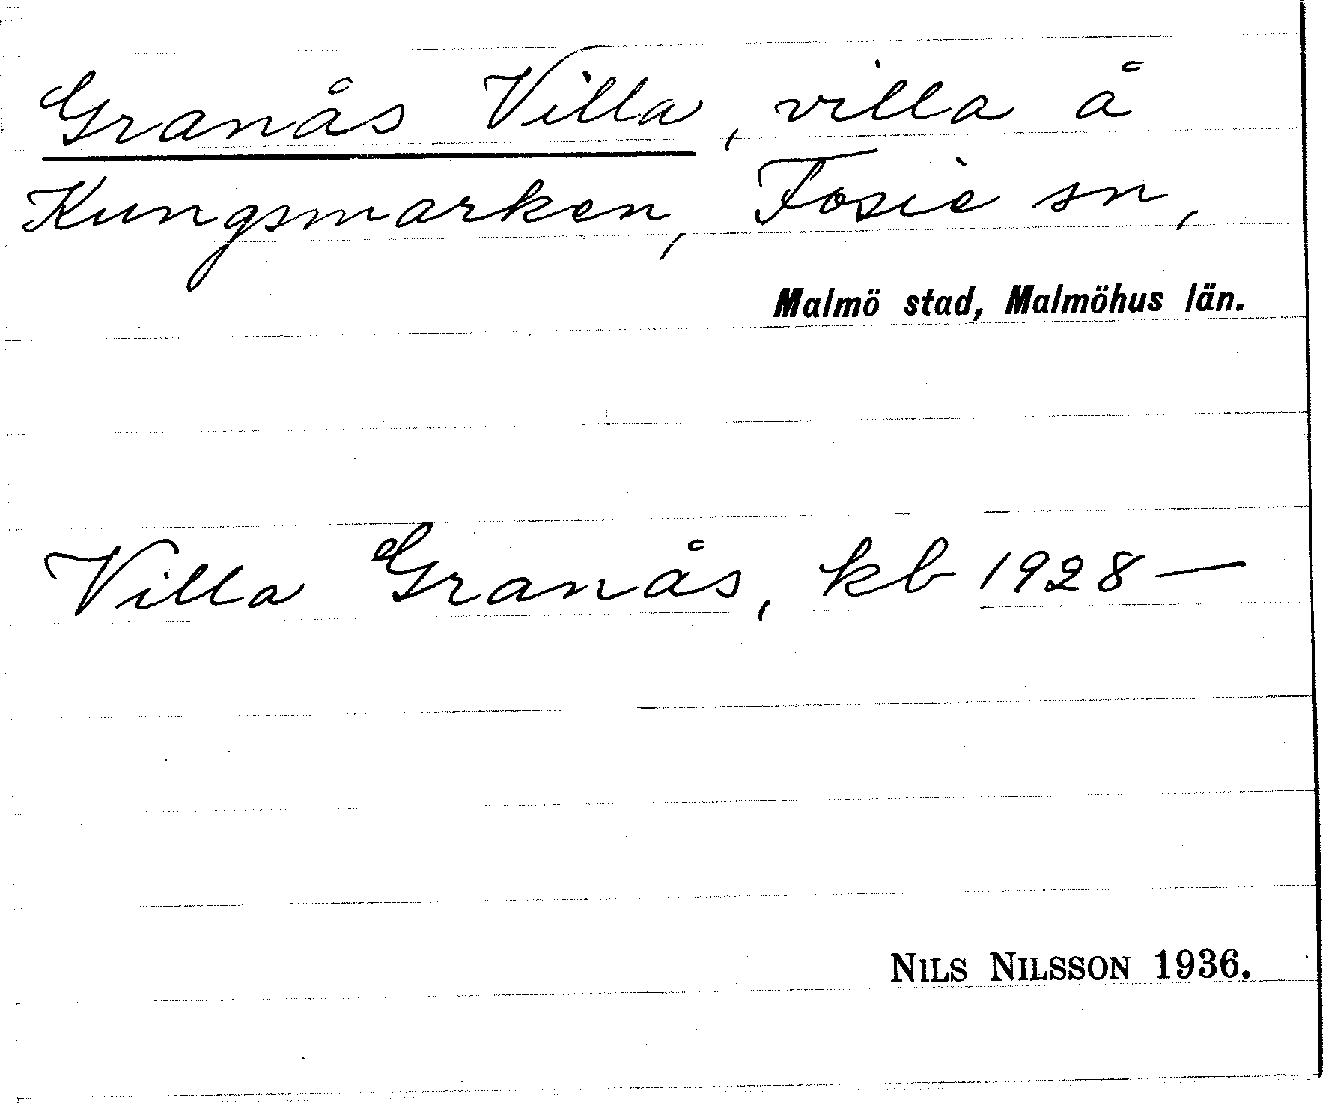 Granås Villa, villa å
Kungsmarken, Fosie sn,
Malmö stad, Malmöhus län.
Villa Granås, kb 1928—
NILS NILSSON 1936.